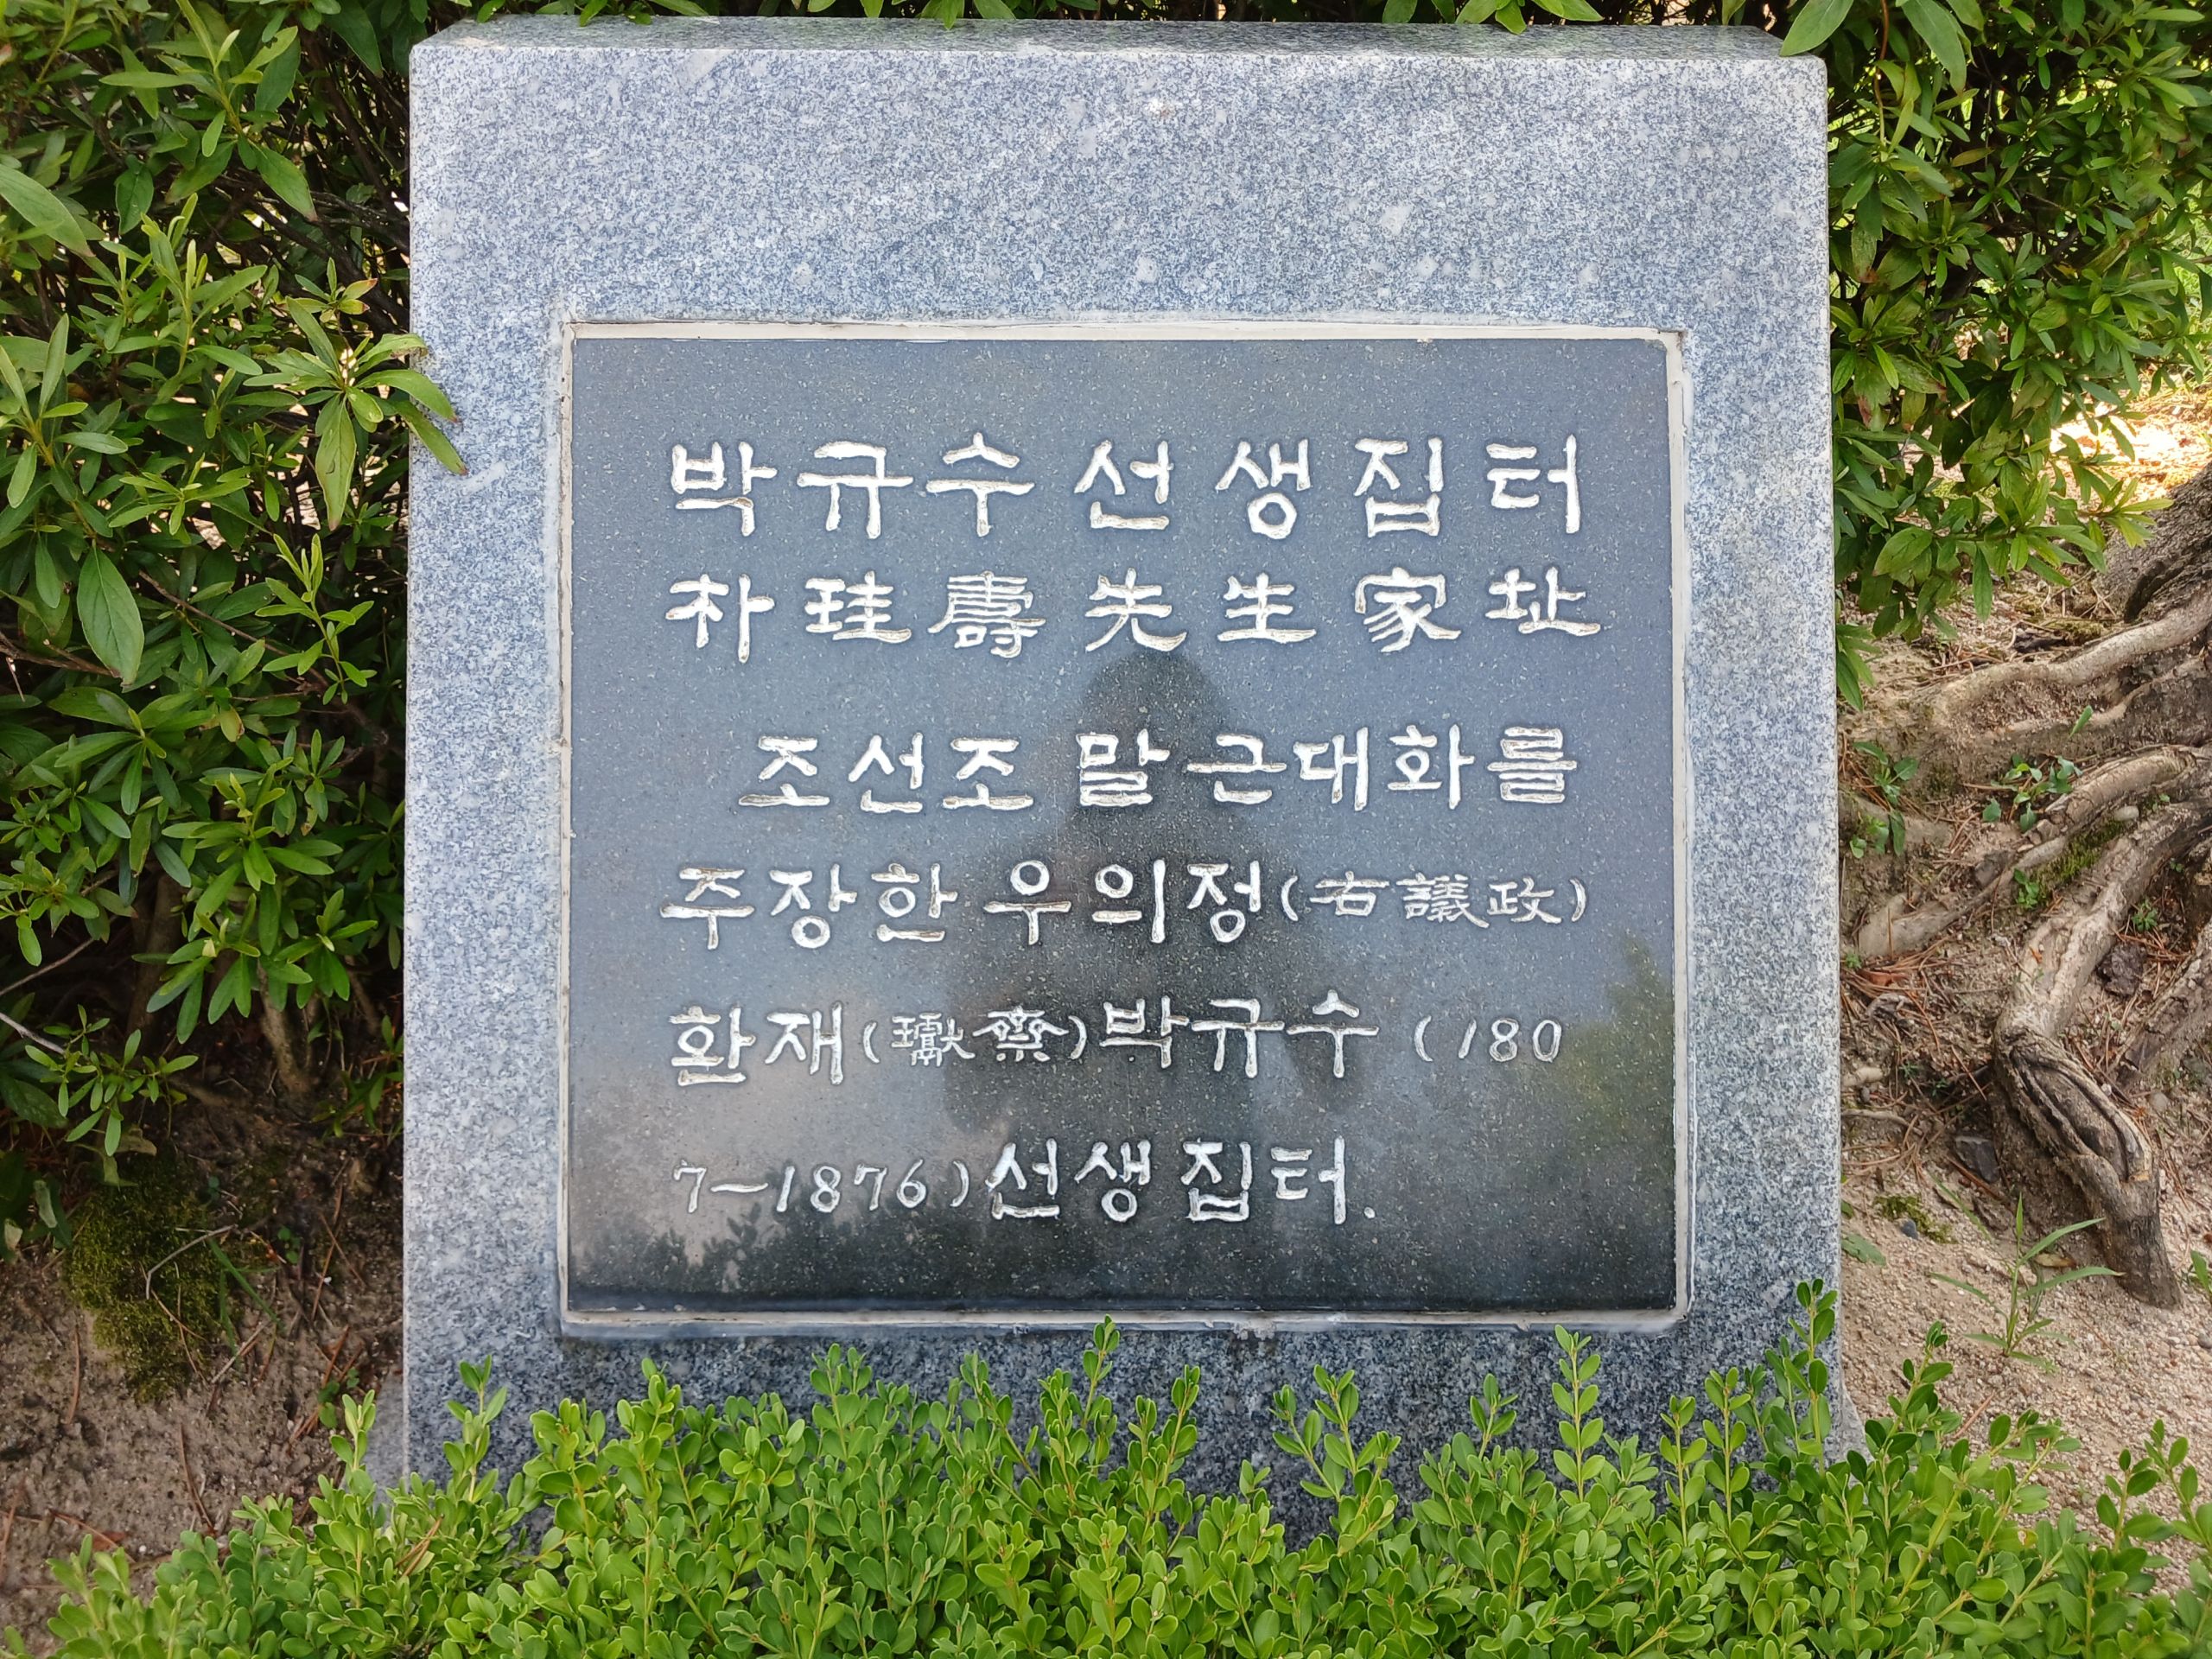 박규수 선생 집터
朴珪壽 先生 家址
조선조 말 근대화를
주장한 우의정(右議政)
환재(瓛齋)박규수 (180
7-1876)선생 집터.